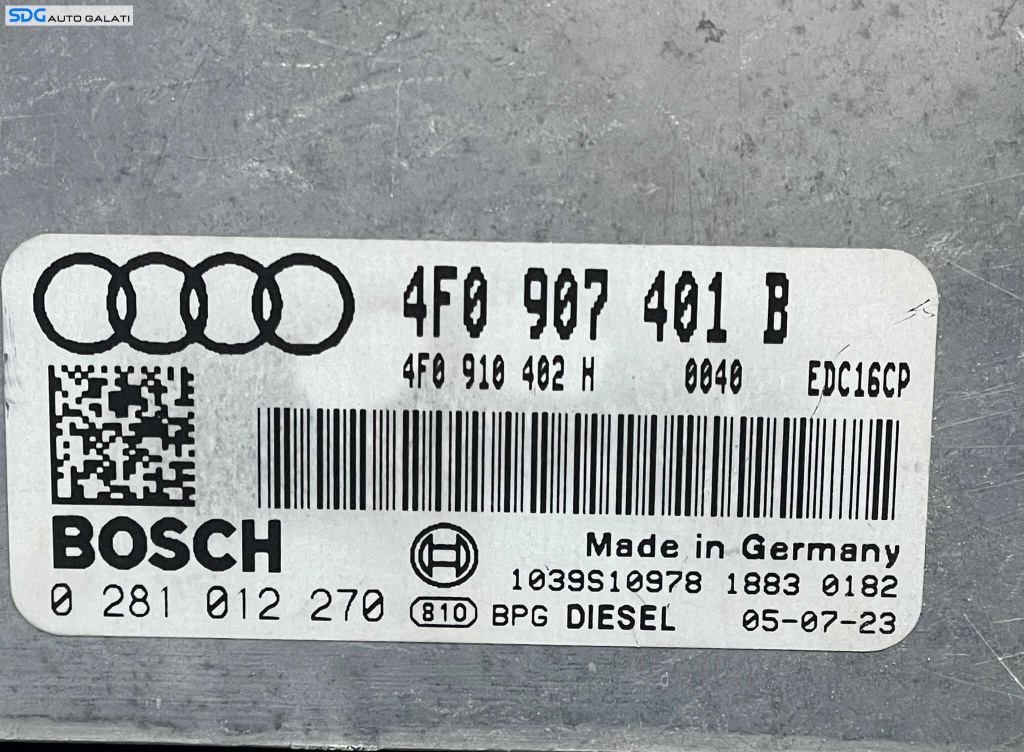 SDG AUTO GALATI
4F0 907 401 B
4F0 910 402 H 0040 EDC16CP
BOSCH
Made in Germany
1039S10978 1883 0182
0 281 012 270 810 BPG DIESEL 05-07-23